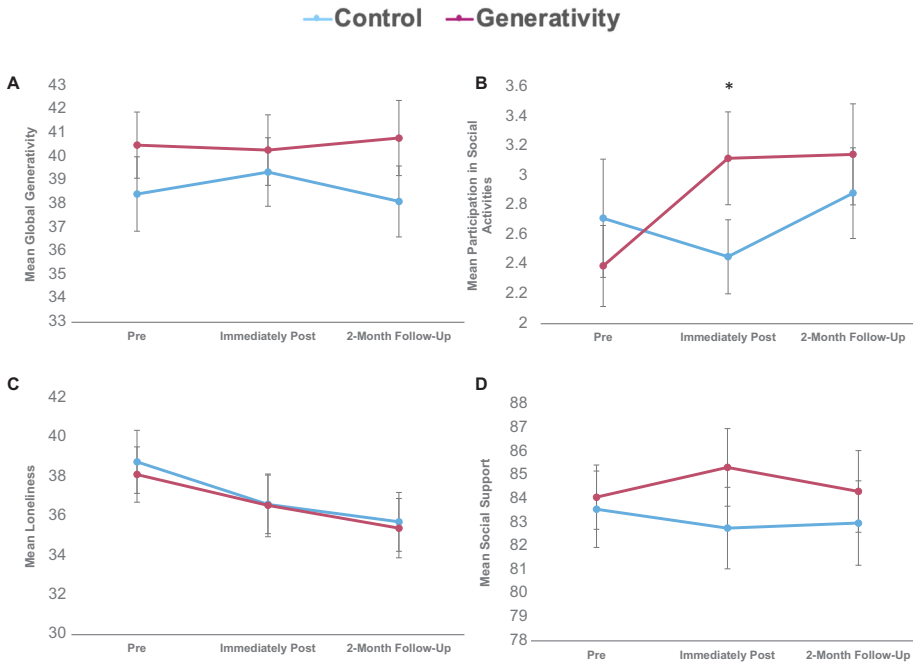 Control Generativity
A
Mean Global Generativity
43
42
41
40
39
38
37
36
35
34
33
Pre Immediately Post 2-Month Follow-Up
B
Mean Participation in Social
Activities
3.6
3.4
3.2
3
2.8
2.6
2.4
2.2
2
*
Pre Immediately Post 2-Month Follow-Up
C
Mean Loneliness
42
40
38
36
34
32
30
Pre Immediately Post 2-Month Follow-Up
D
Mean Social Support
88
87
86
85
84
83
82
81
80
79
78
Pre Immediately Post 2-Month Follow-Up